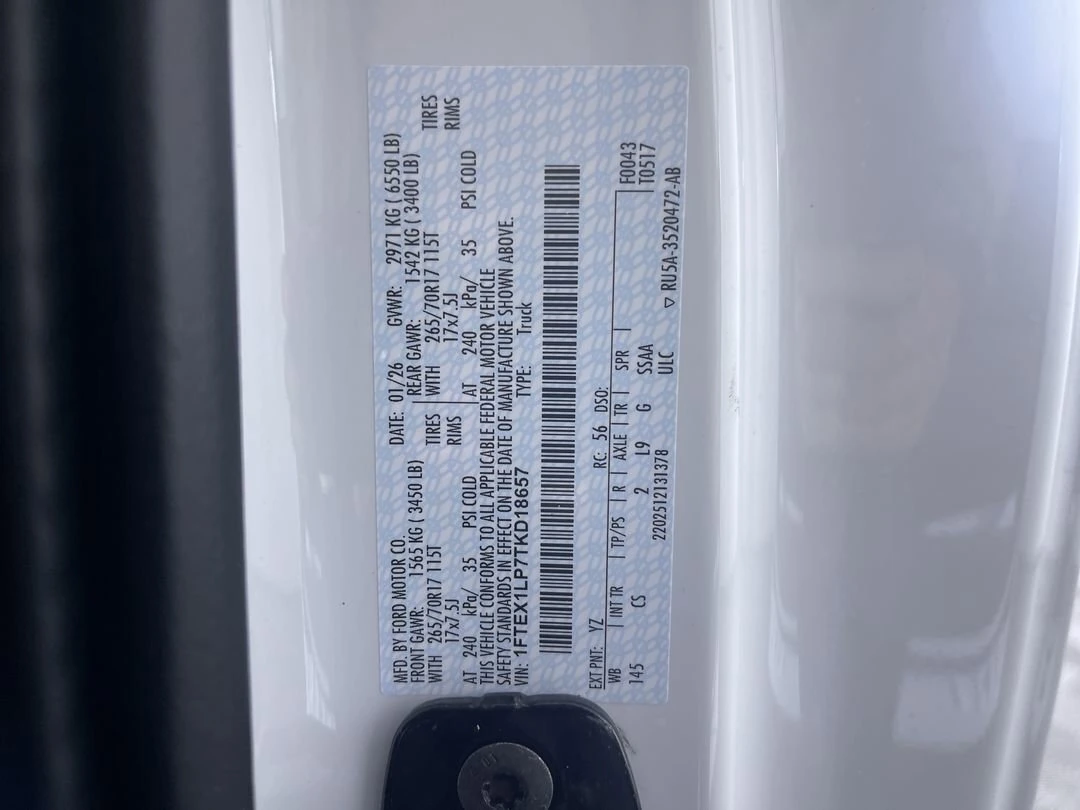 MFD. BY FORD MOTOR CO. DATE: 01/26 GVWR: 2971 KG ( 6550 LB)
FRONT GAWR: 1565 KG ( 3450 LB) REAR GAWR: 1542 KG ( 3400 LB)
WITH 265/70R17 115T TIRES WITH 265/70R17 115T TIRES
17x7.5J RIMS 17x7.5J RIMS
AT 240 kPa/ 35 PSI COLD AT 240 kPa/ 35 PSI COLD
THIS VEHICLE CONFORMS TO ALL APPLICABLE FEDERAL MOTOR VEHICLE
SAFETY STANDARDS IN EFFECT ON THE DATE OF MANUFACTURE SHOWN ABOVE.
VIN: 1FTEX1LP7TKD18657 TYPE: Truck
EXT PNT: YZ RC: 56 DSO:
WB INT TR TP/PS R AXLE TR SPR F0043
145 CS 2 L9 G SSAA T0517
2202512131378 ULC
▽ RU5A-3520472-AB